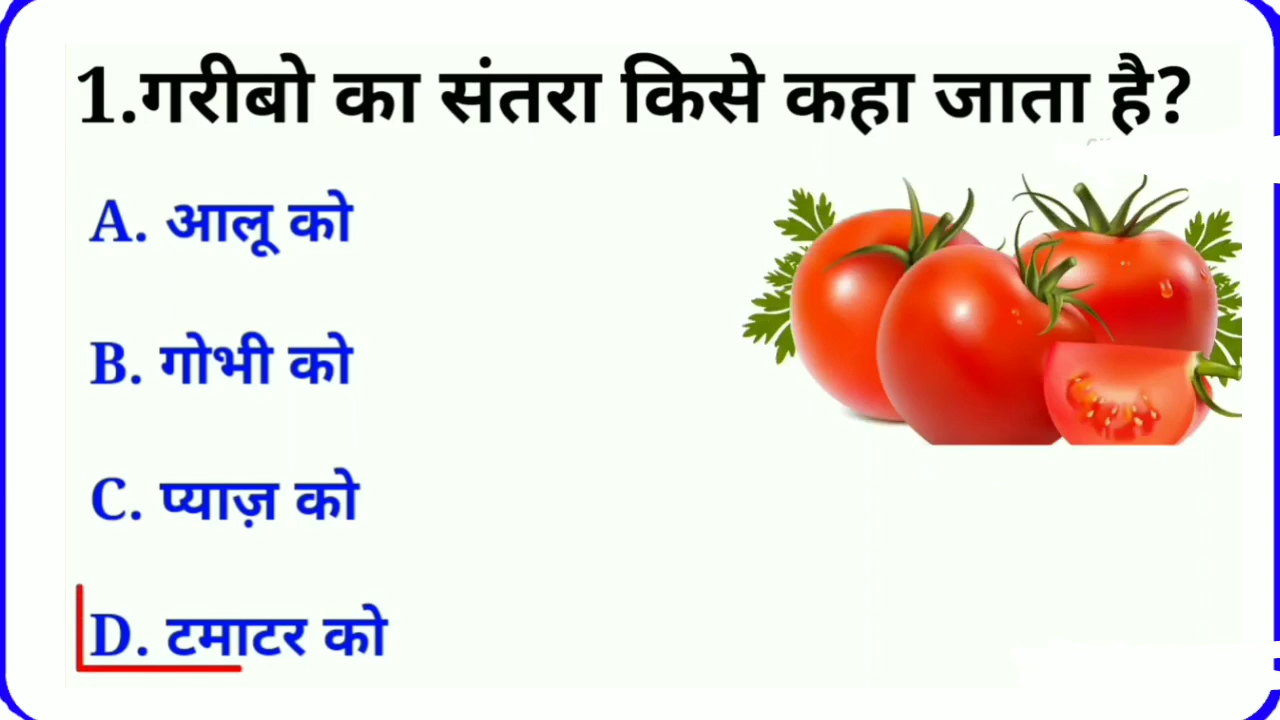 1.गरीबो का संतरा किसे कहा जाता है?
A. आलू को
B. गोभी को
C. प्याज़ को
D. टमाटर को